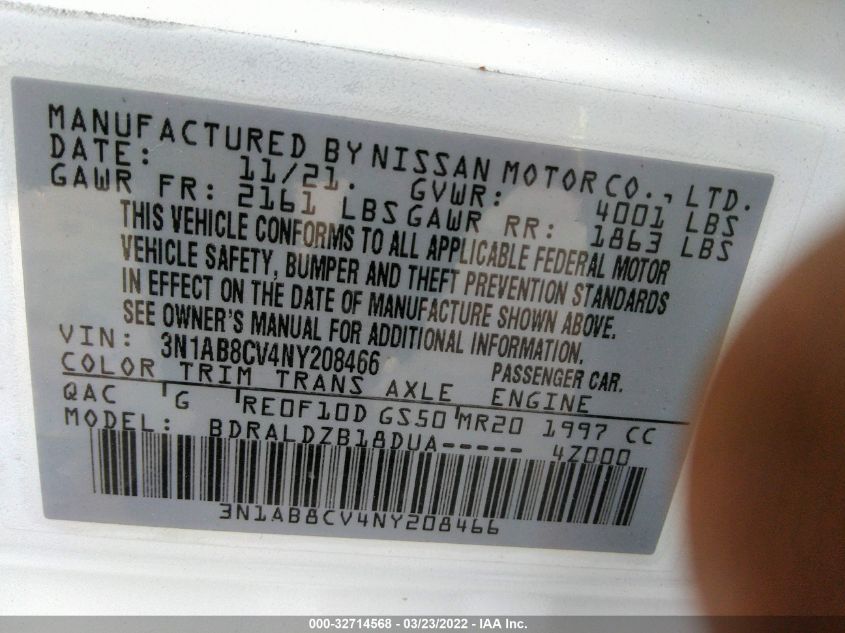 MANUFACTURED BY NISSAN MOTOR CO., LTD.
DATE: 11/21. GVWR: 4001 LBS
GAWR FR: 2161 LBS GAWR RR: 1863 LBS
THIS VEHICLE CONFORMS TO ALL APPLICABLE FEDERAL MOTOR
VEHICLE SAFETY, BUMPER AND THEFT PREVENTION STANDARDS
IN EFFECT ON THE DATE OF MANUFACTURE SHOWN ABOVE.
SEE OWNER'S MANUAL FOR ADDITIONAL INFORMATION.
VIN: 3N1AB8CV4NY208466 PASSENGER CAR.
COLOR TRIM TRANS AXLE ENGINE
QAC G RE0F10D GS50 MR20 1997 CC
MODEL: BDRALDZB18DUA----- 4Z000
3N1AB8CV4NY208466
000-32714568 - 03/23/2022 - IAA Inc.